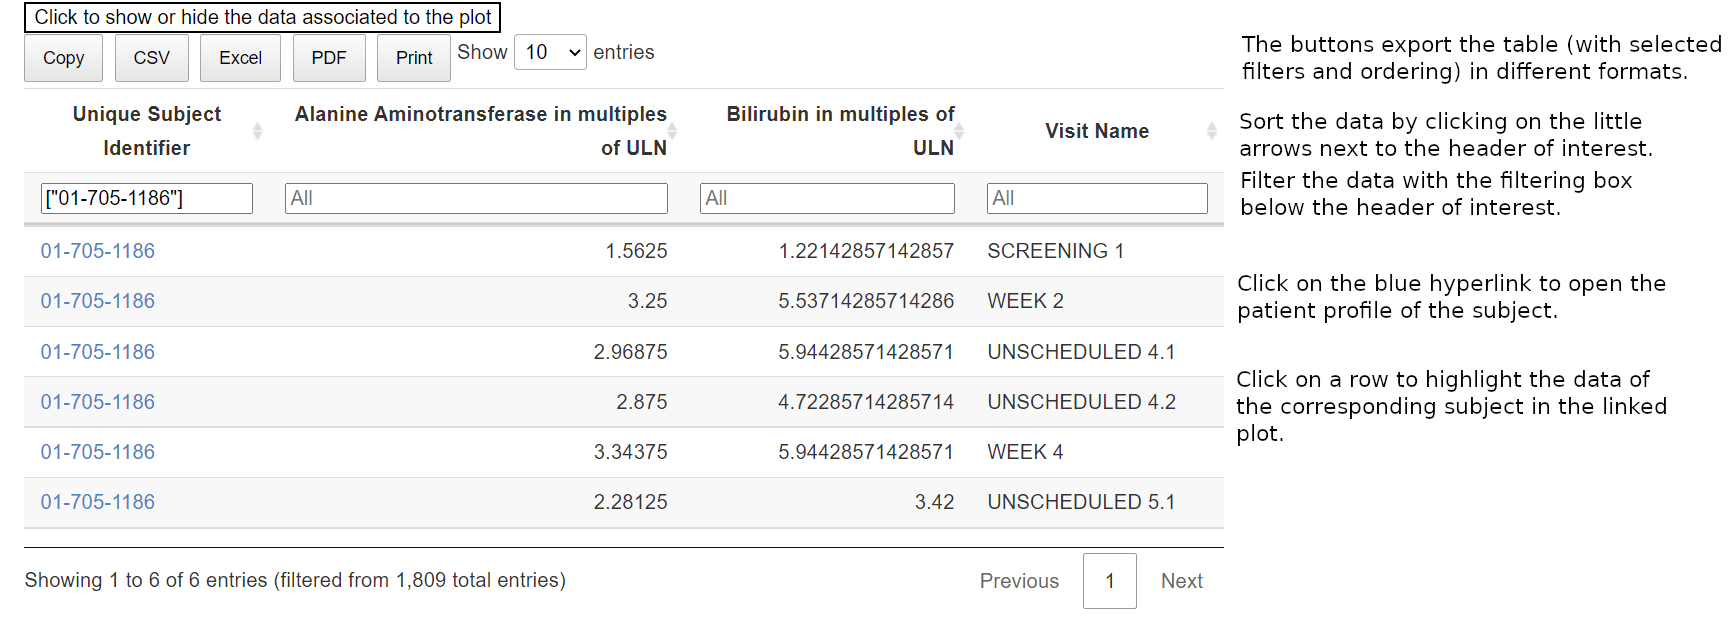 Click to show or hide the data associated to the plot
Copy CSV Excel PDF Print Show 10 entries
The buttons export the table (with selected
filters and ordering) in different formats.
Unique Subject Identifier Alanine Aminotransferase in multiples of ULN Bilirubin in multiples of ULN Visit Name
Sort the data by clicking on the little
arrows next to the header of interest.
["01-705-1186"] All All All
Filter the data with the filtering box
below the header of interest.
01-705-1186 1.5625 1.22142857142857 SCREENING 1
01-705-1186 3.25 5.53714285714286 WEEK 2
Click on the blue hyperlink to open the
patient profile of the subject.
01-705-1186 2.96875 5.94428571428571 UNSCHEDULED 4.1
01-705-1186 2.875 4.72285714285714 UNSCHEDULED 4.2
Click on a row to highlight the data of
the corresponding subject in the linked
plot.
01-705-1186 3.34375 5.94428571428571 WEEK 4
01-705-1186 2.28125 3.42 UNSCHEDULED 5.1
Showing 1 to 6 of 6 entries (filtered from 1,809 total entries) Previous 1 Next